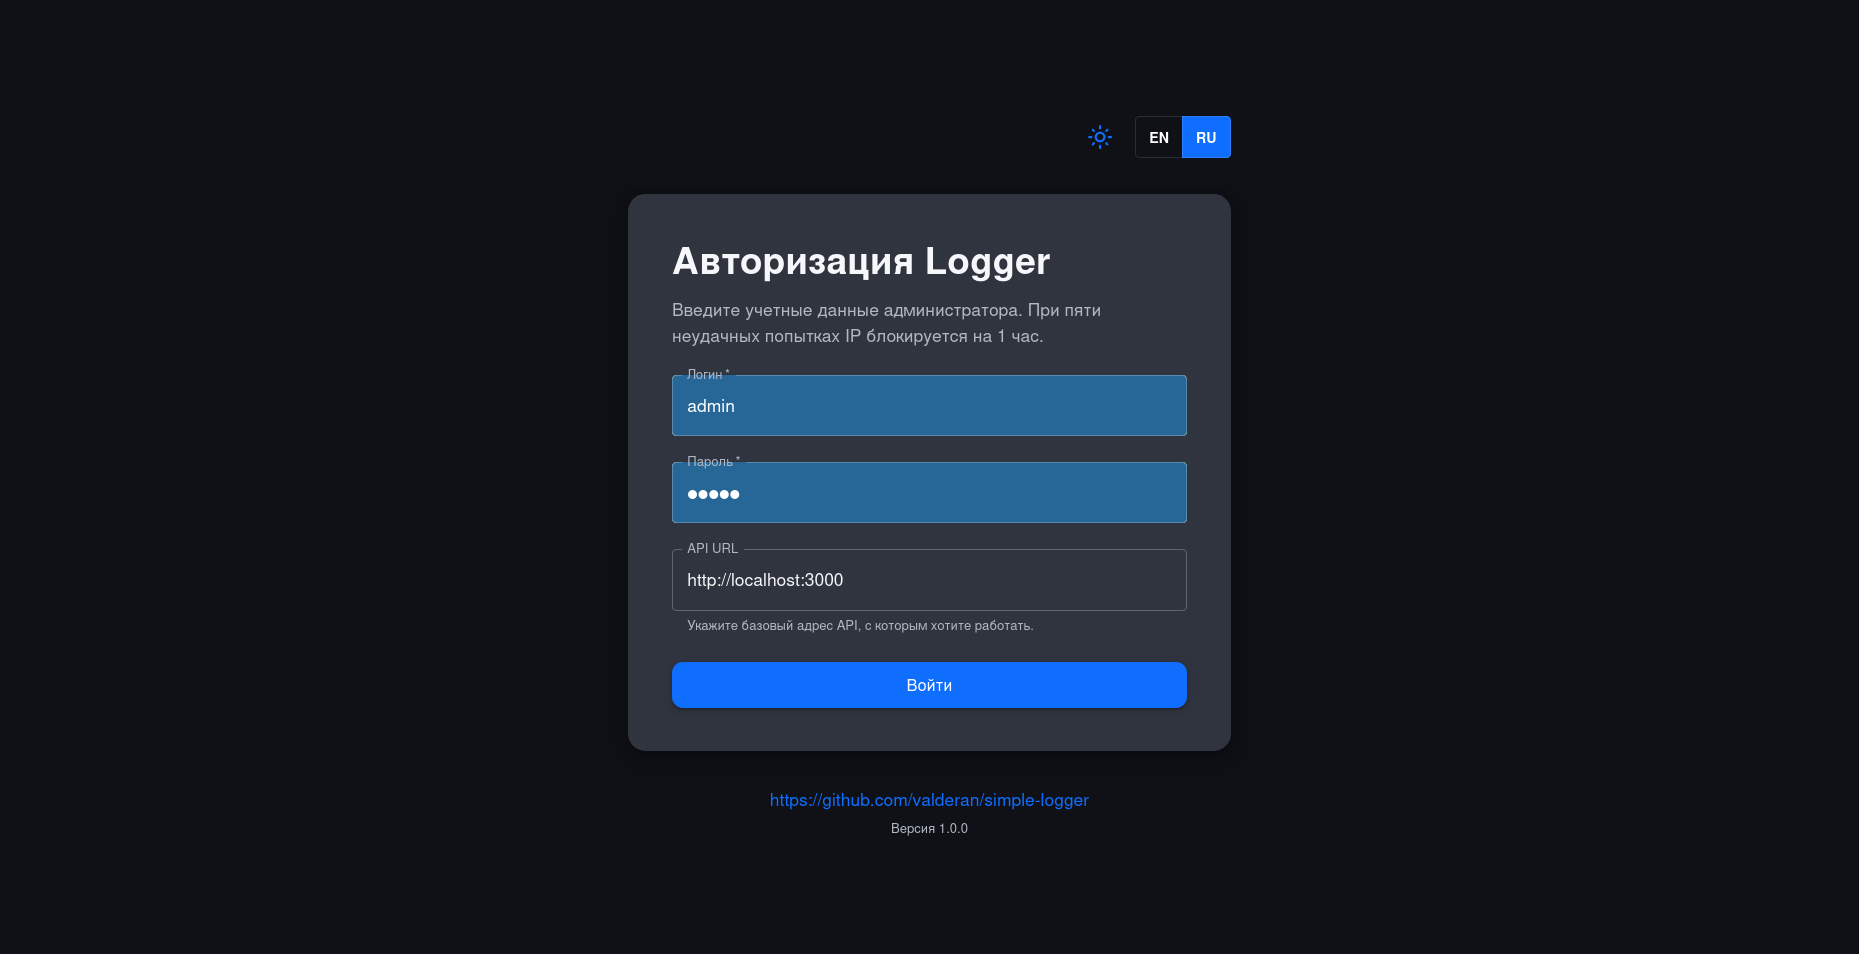 EN
RU
Авторизация Logger
Введите учетные данные администратора. При пяти
неудачных попытках IP блокируется на 1 час.
Логин *
admin
Пароль *
•••••
API URL
http://localhost:3000
Укажите базовый адрес API, с которым хотите работать.
Войти
https://github.com/valderan/simple-logger
Версия 1.0.0